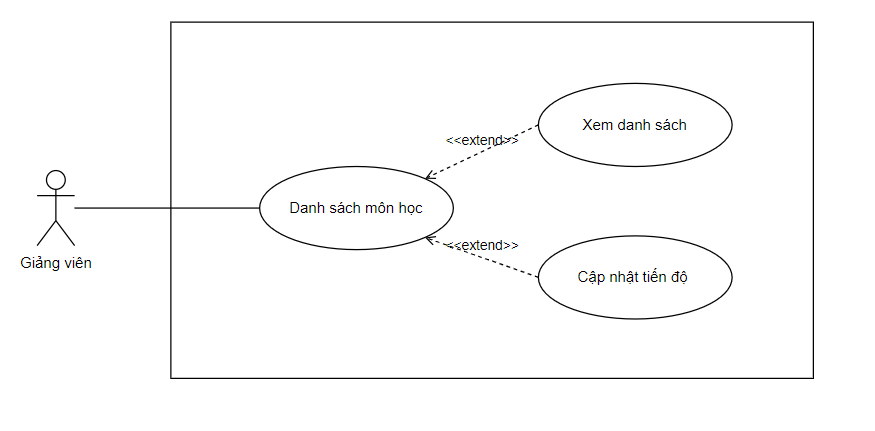 Xem danh sách
<<extend>>
Danh sách môn học
<<extend>>
Giảng viên
Cập nhật tiến độ